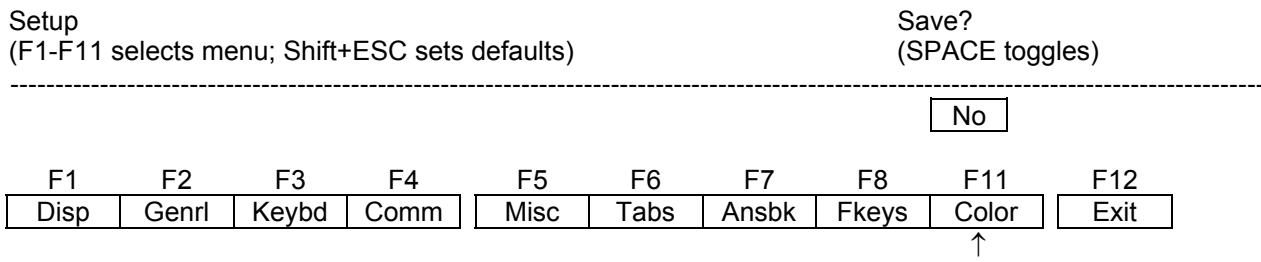 Setup Save?
(F1-F11 selects menu; Shift+ESC sets defaults) (SPACE toggles)
--------------------------------------------------------------------------------------------------------------
No
F1 F2 F3 F4 F5 F6 F7 F8 F11 F12
Disp Genrl Keybd Comm Misc Tabs Ansbk Fkeys Color Exit
↑